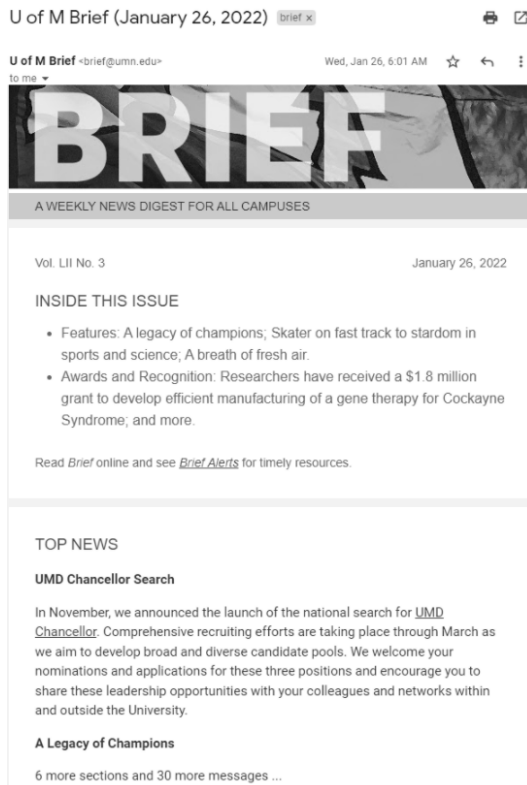 U of M Brief (January 26, 2022) brief x
U of M Brief <brief@umn.edu> Wed, Jan 26, 6:01 AM
to me
BRIEF
A WEEKLY NEWS DIGEST FOR ALL CAMPUSES
Vol. LII No. 3 January 26, 2022
INSIDE THIS ISSUE
• Features: A legacy of champions; Skater on fast track to stardom in
sports and science; A breath of fresh air.
• Awards and Recognition: Researchers have received a $1.8 million
grant to develop efficient manufacturing of a gene therapy for Cockayne
Syndrome; and more.
Read Brief online and see Brief Alerts for timely resources.
TOP NEWS
UMD Chancellor Search
In November, we announced the launch of the national search for UMD
Chancellor. Comprehensive recruiting efforts are taking place through March as
we aim to develop broad and diverse candidate pools. We welcome your
nominations and applications for these three positions and encourage you to
share these leadership opportunities with your colleagues and networks within
and outside the University.
A Legacy of Champions
6 more sections and 30 more messages ...